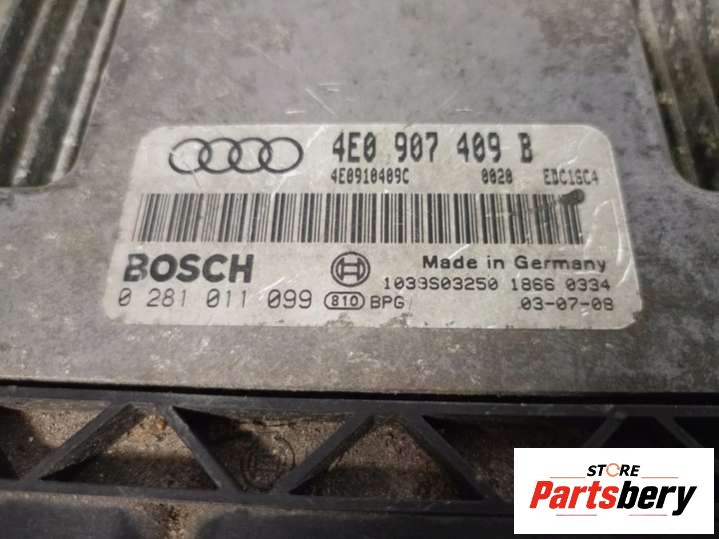 4E0 907 409 B
4E0910409C 0020 EDC16C4
BOSCH Made in Germany
1039S03250 1866 0334
0 281 011 099 810 BPG 03-07-08
STORE
Partsbery